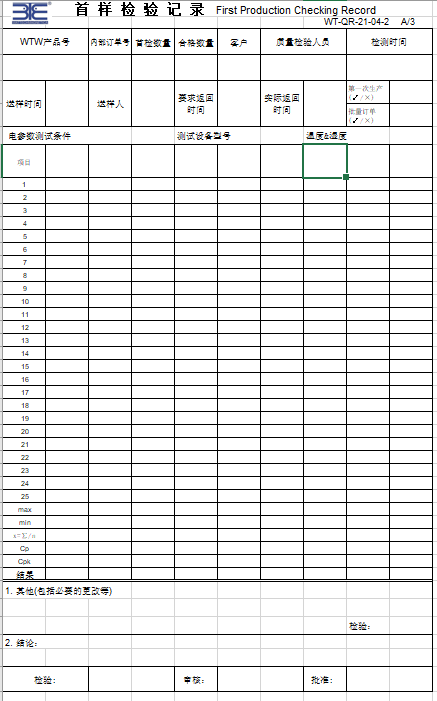 首 样 检 验 记 录 First Production Checking Record
WT-QR-21-04-2 A/3
WTW产品号 内部订单号 首检数量 合格数量 客户 质量检验人员 检测时间
送样时间 送样人 要求返回时间 实际返回时间 第一次生产(✓/×)
批量订单(✓/×)
电参数测试条件 测试设备型号 温度&湿度
项目
1
2
3
4
5
6
7
8
9
10
11
12
13
14
15
16
17
18
19
20
21
22
23
24
25
max
min
Cp
Cpk
结果
1. 其他(包括必要的更改等)
检验:
2. 结论:
检验: 审核: 批准: